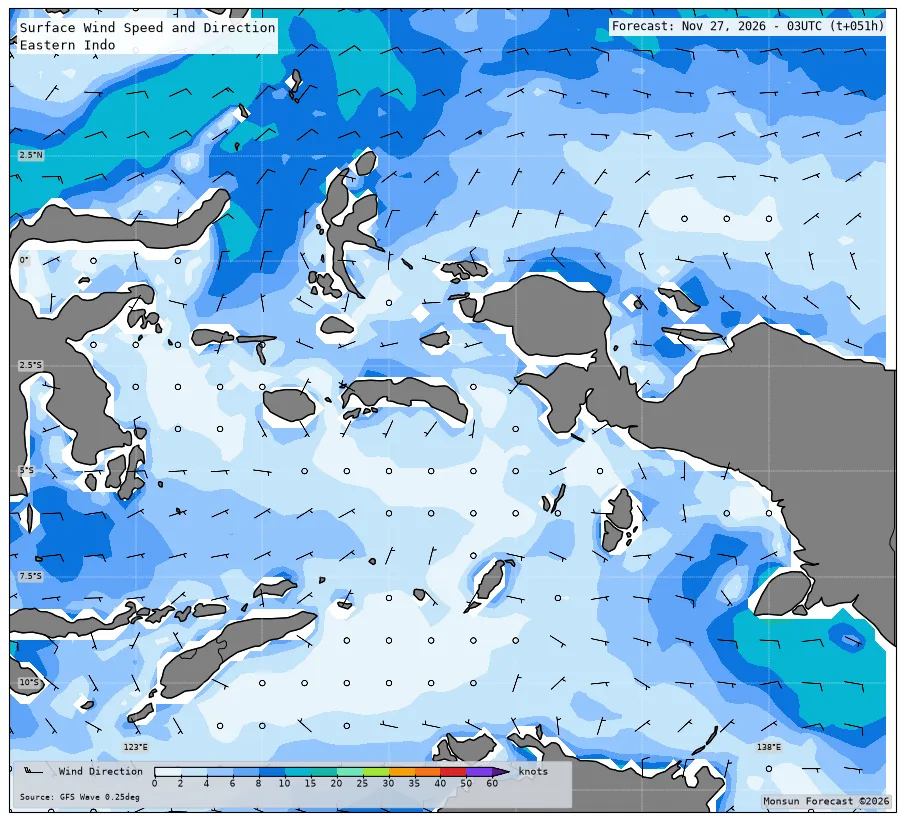 Surface Wind Speed and Direction
Eastern Indo
Forecast: Nov 27, 2026 - 03UTC (t+051h)
2.5°N
0°
2.5°S
5°S
7.5°S
10°S
123°E
138°E
Wind Direction
knots
0 2 4 6 8 10 15 20 25 30 35 40 50 60
Source: GFS Wave 0.25deg
Monsun Forecast ©2026